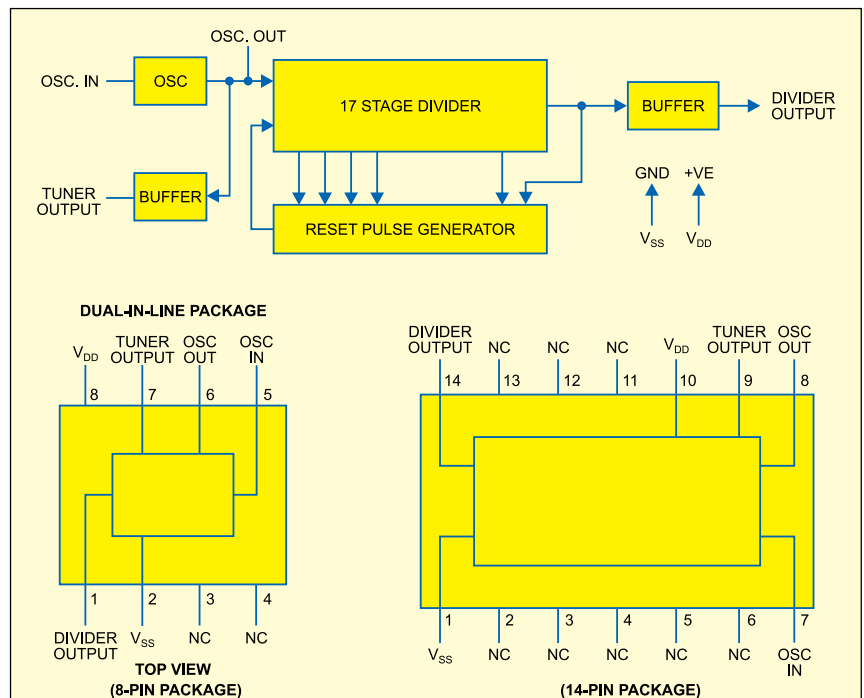 OSC. OUT
OSC. IN
OSC
17 STAGE DIVIDER
BUFFER
DIVIDER
OUTPUT
TUNER
OUTPUT
BUFFER
RESET PULSE GENERATOR
GND +VE
VSS VDD
DUAL-IN-LINE PACKAGE
VDD
TUNER
OUTPUT
OSC
OUT
OSC
IN
8 7 6 5
1 2 3 4
DIVIDER
OUTPUT
VSS
NC
NC
TOP VIEW
(8-PIN PACKAGE)
DIVIDER
OUTPUT
NC
NC
NC
VDD
TUNER
OUTPUT
OSC
OUT
14 13 12 11 10 9 8
1 2 3 4 5 6 7
VSS
NC
NC
NC
NC
NC
OSC
IN
(14-PIN PACKAGE)